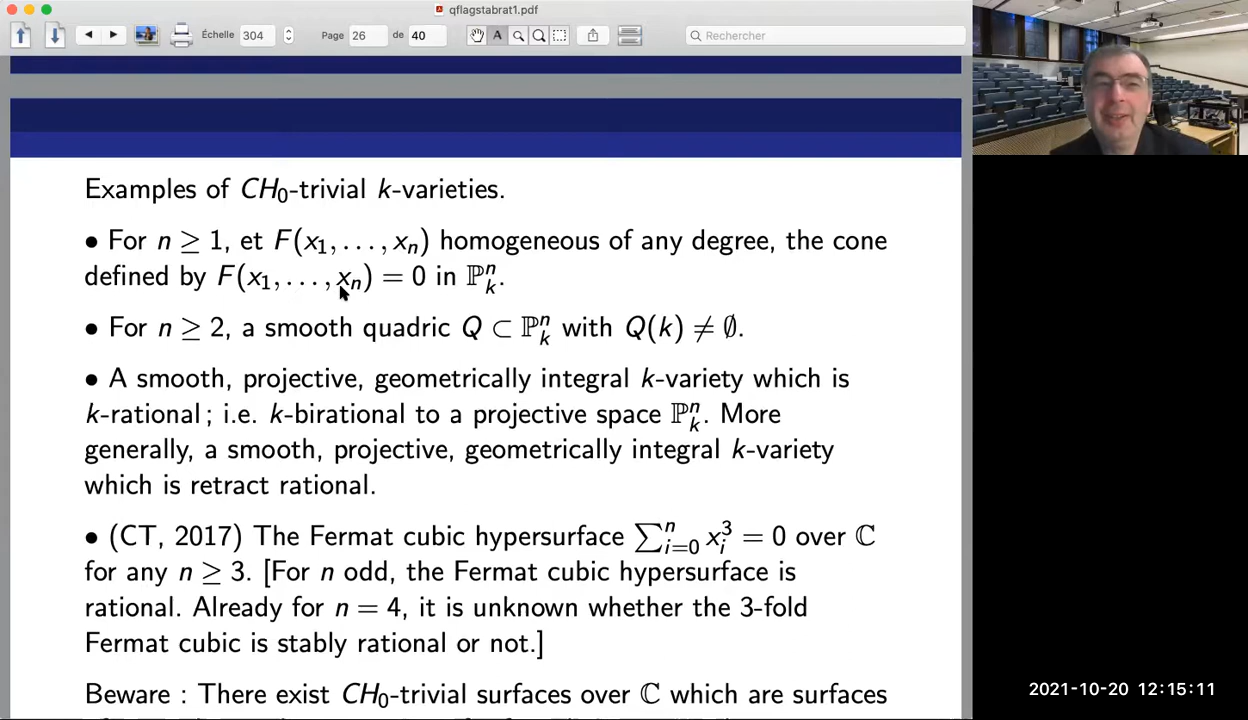 qflagstabrat1.pdf
Échelle 304 Page 26 de 40 Rechercher
Examples of CH₀-trivial k-varieties.
• For n ≥ 1, et F(x₁, . . . , xₙ) homogeneous of any degree, the cone
defined by F(x₁, . . . , xₙ) = 0 in ℙⁿₖ.
• For n ≥ 2, a smooth quadric Q ⊂ ℙⁿₖ with Q(k) ≠ ∅.
• A smooth, projective, geometrically integral k-variety which is
k-rational ; i.e. k-birational to a projective space ℙⁿₖ. More
generally, a smooth, projective, geometrically integral k-variety
which is retract rational.
• (CT, 2017) The Fermat cubic hypersurface ∑ⁿᵢ₌₀ xᵢ³ = 0 over ℂ
for any n ≥ 3. [For n odd, the Fermat cubic hypersurface is
rational. Already for n = 4, it is unknown whether the 3-fold
Fermat cubic is stably rational or not.]
Beware : There exist CH₀-trivial surfaces over ℂ which are surfaces
2021-10-20 12:15:11